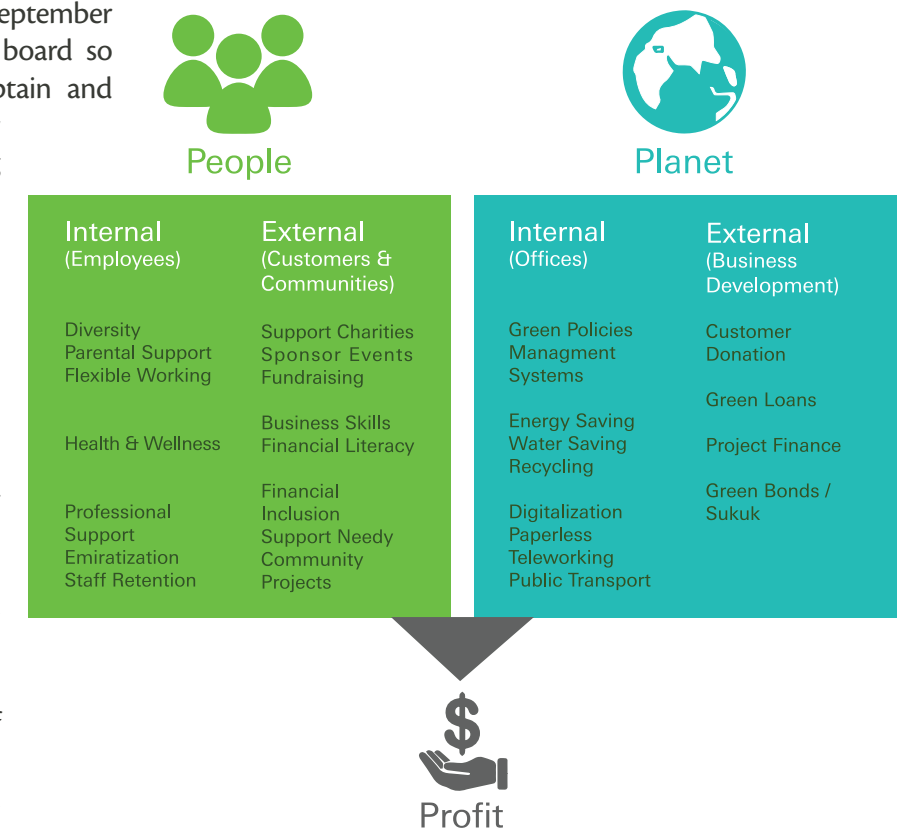 eptember
board so
tain and
People
Internal
(Employees)
Diversity
Parental Support
Flexible Working
Health & Wellness
Professional
Support
Emiratization
Staff Retention
External
(Customers &
Communities)
Support Charities
Sponsor Events
Fundraising
Business Skills
Financial Literacy
Financial
Inclusion
Support Needy
Community
Projects
Planet
Internal
(Offices)
Green Policies
Managment
Systems
Energy Saving
Water Saving
Recycling
Digitalization
Paperless
Teleworking
Public Transport
External
(Business
Development)
Customer
Donation
Green Loans
Project Finance
Green Bonds /
Sukuk
$
Profit